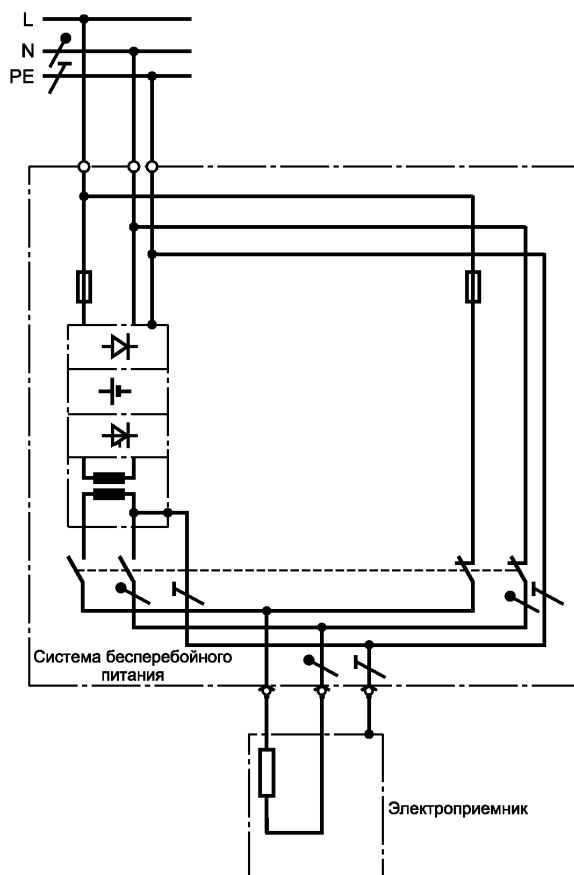 L
N
PE
Система бесперебойного
питания
Электроприемник